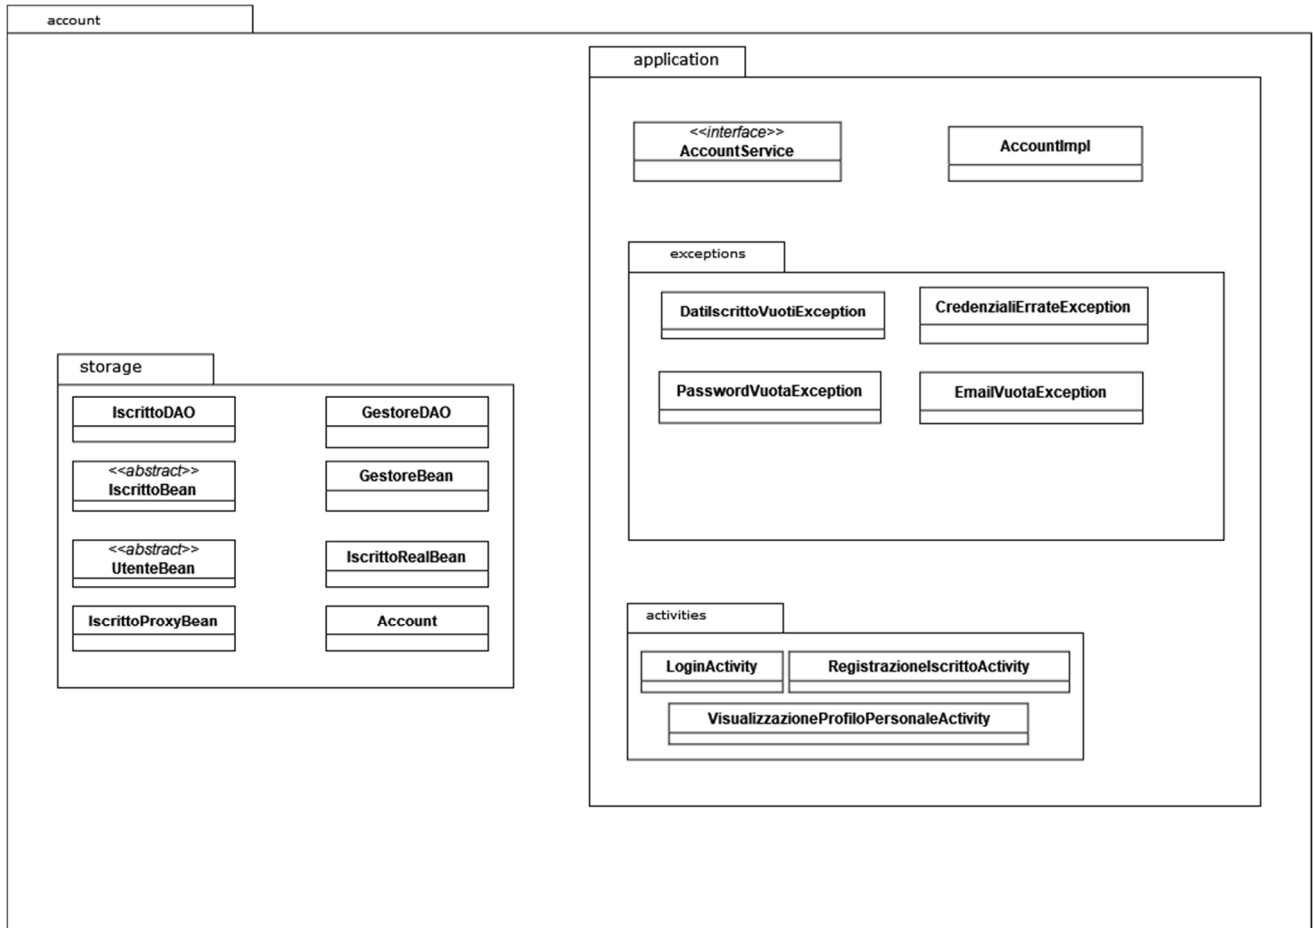 account
application
<<interface>>
AccountService
AccountImpl
exceptions
DatiIscrittoVuotiException
CredenzialiErrateException
PasswordVuotaException
EmailVuotaException
storage
IscrittoDAO
GestoreDAO
<<abstract>>
IscrittoBean
GestoreBean
<<abstract>>
UtenteBean
IscrittoRealBean
IscrittoProxyBean
Account
activities
LoginActivity
RegistrazioneIscrittoActivity
VisualizzazioneProfiloPersonaleActivity